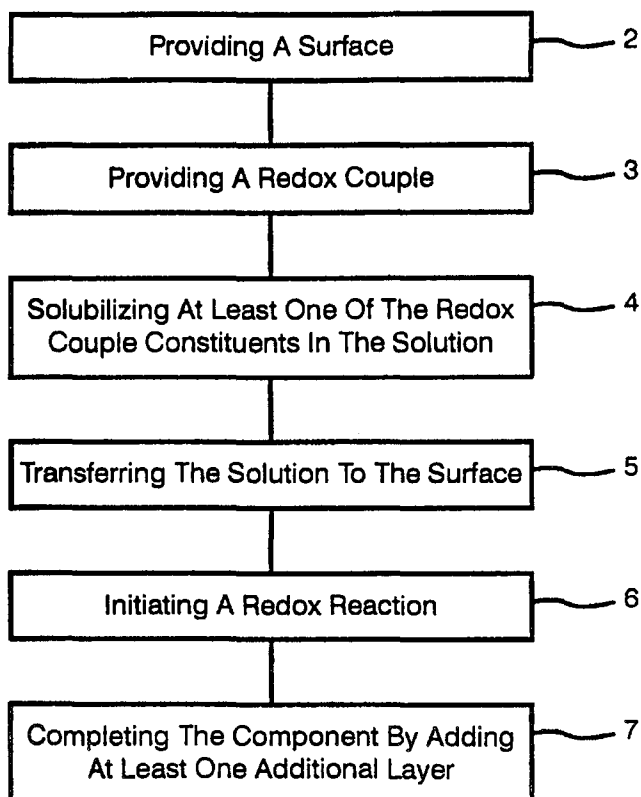 Providing A Surface
2
Providing A Redox Couple
3
Solubilizing At Least One Of The Redox
Couple Constituents In The Solution
4
Transferring The Solution To The Surface
5
Initiating A Redox Reaction
6
Completing The Component By Adding
At Least One Additional Layer
7